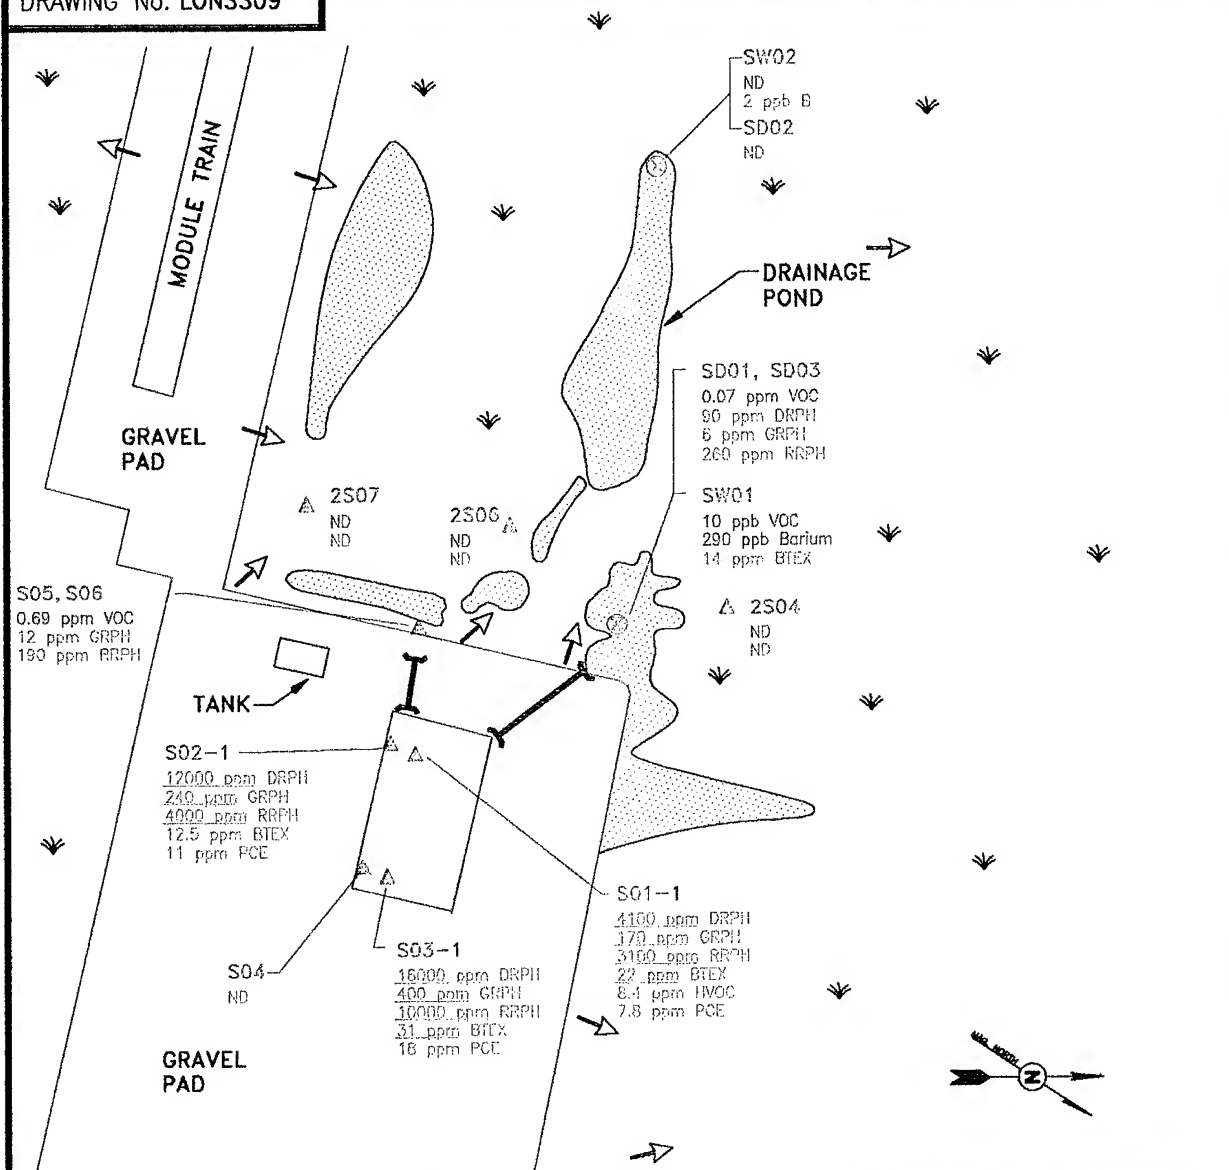 DRAWING No. LONSS09
SW02
ND
2 ppb B
SD02
ND
MODULE TRAIN
DRAINAGE
POND
SD01, SD03
0.07 ppm VOC
90 ppm DRPH
6 ppm GRPH
260 ppm RRPH
GRAVEL
PAD
SW01
10 ppb VOC
290 ppb Barium
14 ppm BTEX
2S07
ND
ND
2S06
ND
ND
S05, S06
0.69 ppm VOC
12 ppm GRPH
190 ppm RRPH
2S04
ND
ND
TANK
S02-1
12000 ppm DRPH
240 ppm GRPH
4000 ppm RRPH
12.5 ppm BTEX
11 ppm PCE
S01-1
4100 ppm DRPH
170 ppm GRPH
3100 ppm RRPH
22 ppm BTEX
8.4 ppm HVOC
7.8 ppm PCE
S03-1
16000 ppm DRPH
400 ppm GRPH
10000 ppm RRPH
31 ppm BTEX
18 ppm PCE
S04
ND
GRAVEL
PAD
NORTH
N